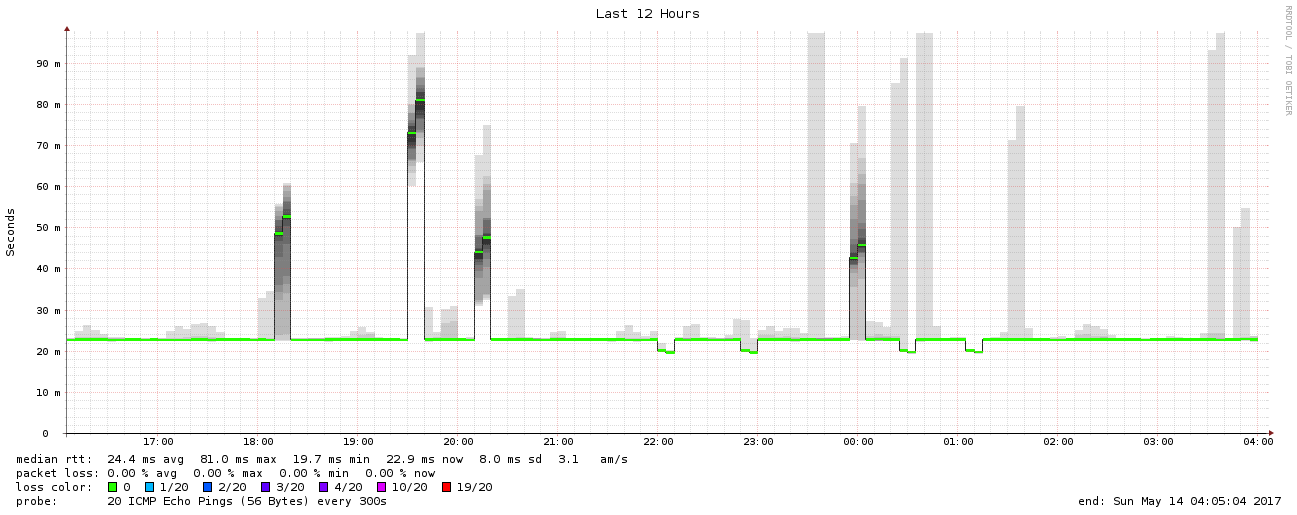 Last 12 Hours
RRDTOOL / TOBI OETIKER
Seconds
90 m
80 m
70 m
60 m
50 m
40 m
30 m
20 m
10 m
0
17:00 18:00 19:00 20:00 21:00 22:00 23:00 00:00 01:00 02:00 03:00 04:00
median rtt: 24.4 ms avg 81.0 ms max 19.7 ms min 22.9 ms now 8.0 ms sd 3.1 am/s
packet loss: 0.00 % avg 0.00 % max 0.00 % min 0.00 % now
loss color: 0 1/20 2/20 3/20 4/20 10/20 19/20
probe: 20 ICMP Echo Pings (56 Bytes) every 300s end: Sun May 14 04:05:04 2017